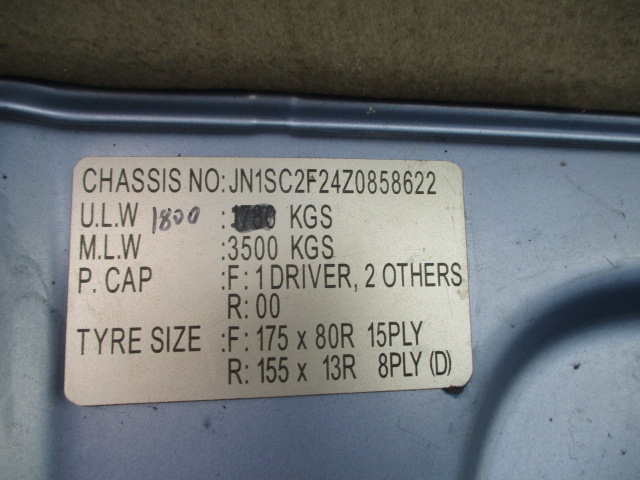 CHASSIS NO:JN1SC2F24Z0858622
U.L.W 1800 : KGS
M.L.W :3500 KGS
P. CAP :F: 1 DRIVER, 2 OTHERS
R: 00
TYRE SIZE :F: 175 x 80R 15PLY
R: 155 x 13R 8PLY (D)